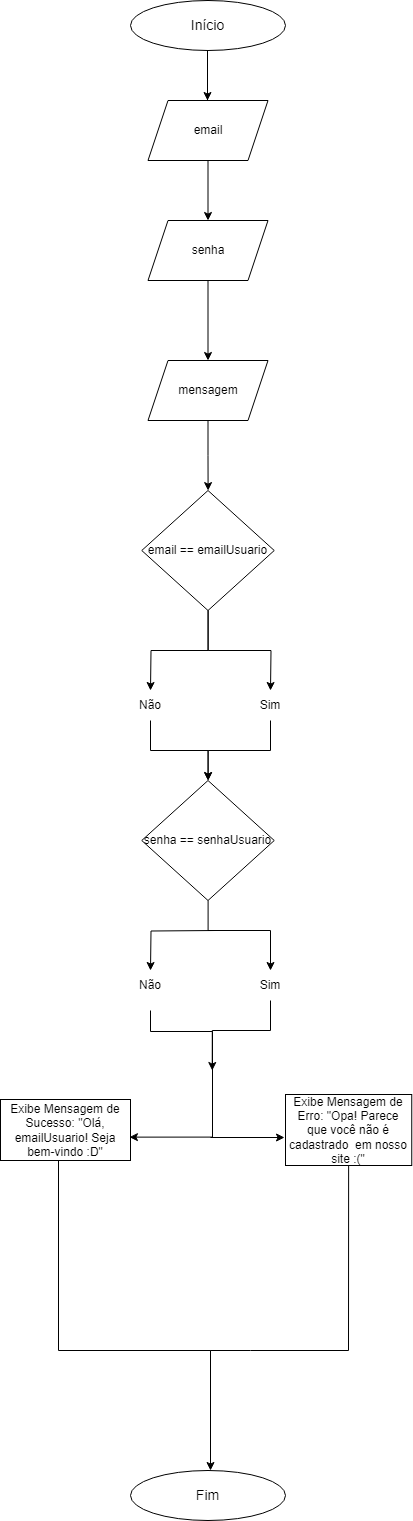 Início
email
senha
mensagem
email == emailUsuario
Não
Sim
senha == senhaUsuario
Não
Sim
Exibe Mensagem de
Sucesso: "Olá,
emailUsuario! Seja
bem-vindo :D"
Exibe Mensagem de
Erro: "Opa! Parece
que você não é
cadastrado em nosso
site :("
Fim